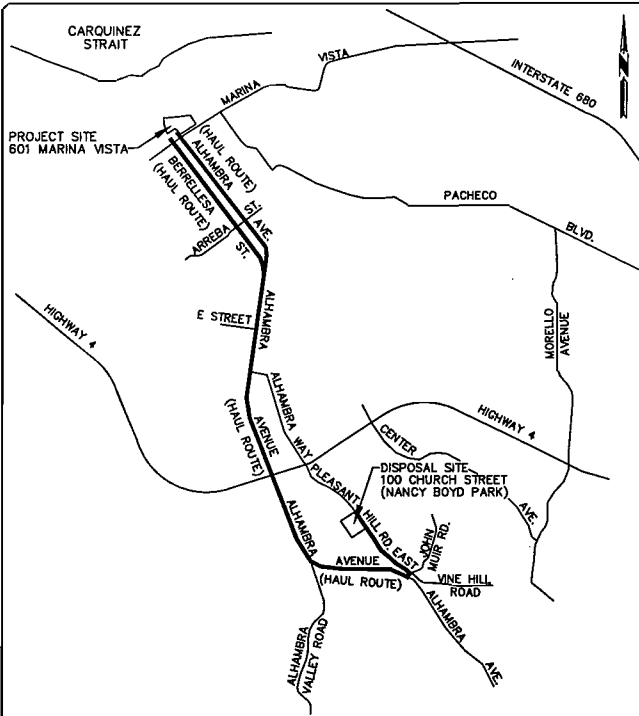 CARQUINEZ
STRAIT
VISTA
MARINA
INTERSTATE 680
N
PROJECT SITE
601 MARINA VISTA
(HAUL ROUTE)
ALHAMBRA
AVE.
BERRELLESA
(HAUL ROUTE)
ST.
ARREBA
ST.
PACHECO
BLVD.
MORELLO
AVENUE
HIGHWAY 4
E STREET
ALHAMBRA
AVENUE
(HAUL ROUTE)
ALHAMBRA
WAY
PLEASANT
HILL RD. EAST
CENTER
AVE.
HIGHWAY 4
DISPOSAL SITE
100 CHURCH STREET
(NANCY BOYD PARK)
JOHN
MUIR RD.
ALHAMBRA
AVENUE
(HAUL ROUTE)
VINE HILL
ROAD
ALHAMBRA
AVE.
ALHAMBRA
VALLEY ROAD